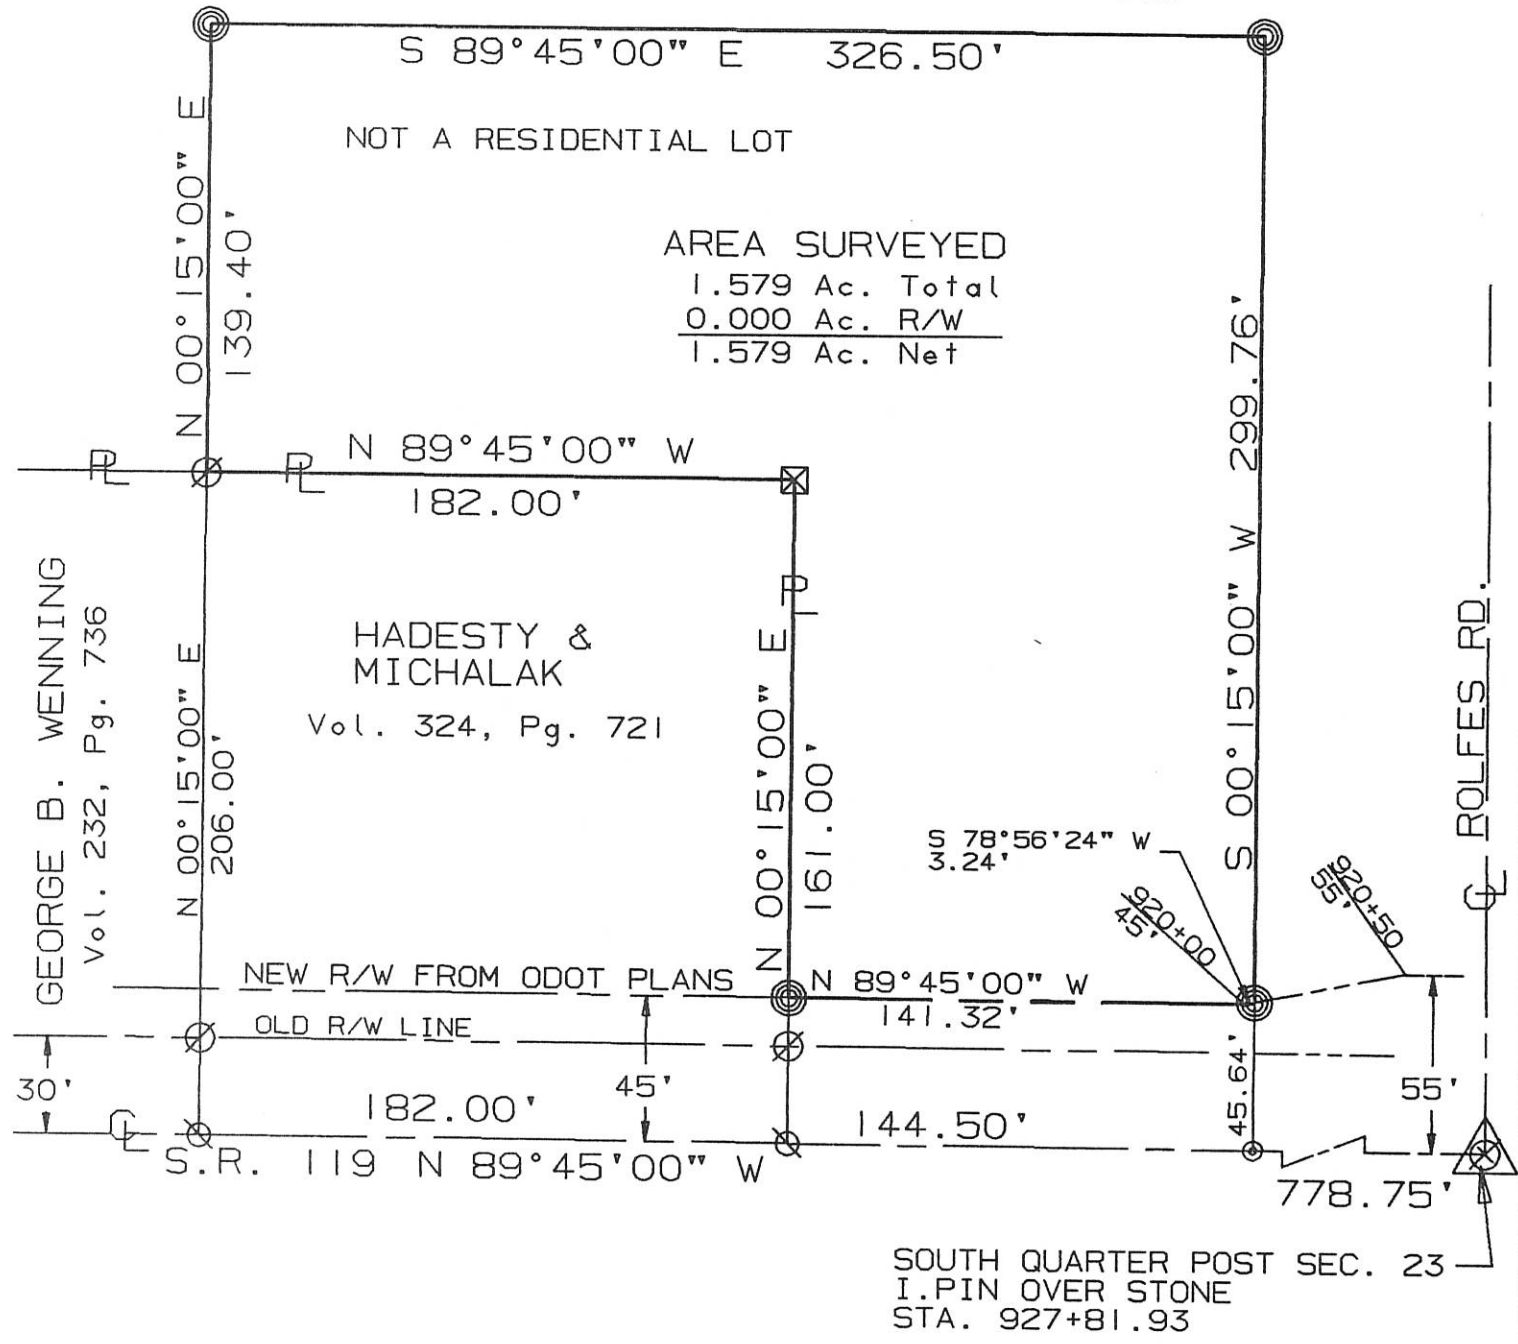 S 89°45'00" E 326.50'
NOT A RESIDENTIAL LOT
N 00°15'00" E
139.40'
AREA SURVEYED
1.579 Ac. Total
0.000 Ac. R/W
1.579 Ac. Net
S 00°15'00" W 299.76'
PL
PL
N 89°45'00" W
182.00'
GEORGE B. WENNING
Vol. 232, Pg. 736
N 00°15'00" E
206.00'
HADESTY &
MICHALAK
Vol. 324, Pg. 721
PL
N 00°15'00" E
161.00'
S 78°56'24" W
3.24'
920+00
45'
920+50
55'
CL ROLFES RD.
NEW R/W FROM ODOT PLANS
N 89°45'00" W
141.32'
OLD R/W LINE
30'
45'
45.64'
55'
CL
182.00'
144.50'
S.R. 119 N 89°45'00" W
778.75'
SOUTH QUARTER POST SEC. 23
I.PIN OVER STONE
STA. 927+81.93